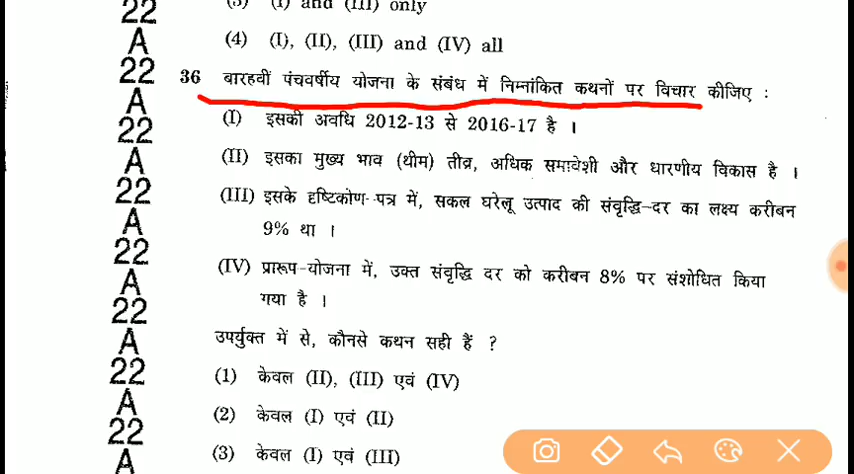 22
(3) (I) and (III) only
A
(4) (I), (II), (III) and (IV) all
22
36 बारहवीं पंचवर्षीय योजना के संबंध में निम्नांकित कथनों पर विचार कीजिए :
A
(I) इसकी अवधि 2012-13 से 2016-17 है ।
22
A
(II) इसका मुख्य भाव (थीम) तीव्र, अधिक समावेशी और धारणीय विकास है ।
22
(III) इसके दृष्टिकोण-पत्र में, सकल घरेलू उत्पाद की संवृद्धि-दर का लक्ष्य करीबन
A
9% था ।
22
(IV) प्रारूप-योजना में, उक्त संवृद्धि दर को करीबन 8% पर संशोधित किया
A
गया है ।
22
उपर्युक्त में से, कौनसे कथन सही हैं ?
A
22
(1) केवल (II), (III) एवं (IV)
A
(2) केवल (I) एवं (II)
22
(3) केवल (I) एवं (III)
A